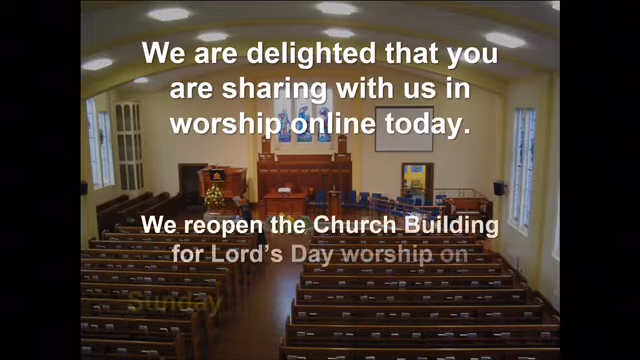 We are delighted that you
are sharing with us in
worship online today.
We reopen the Church Building
for Lord's Day worship on
Sunday